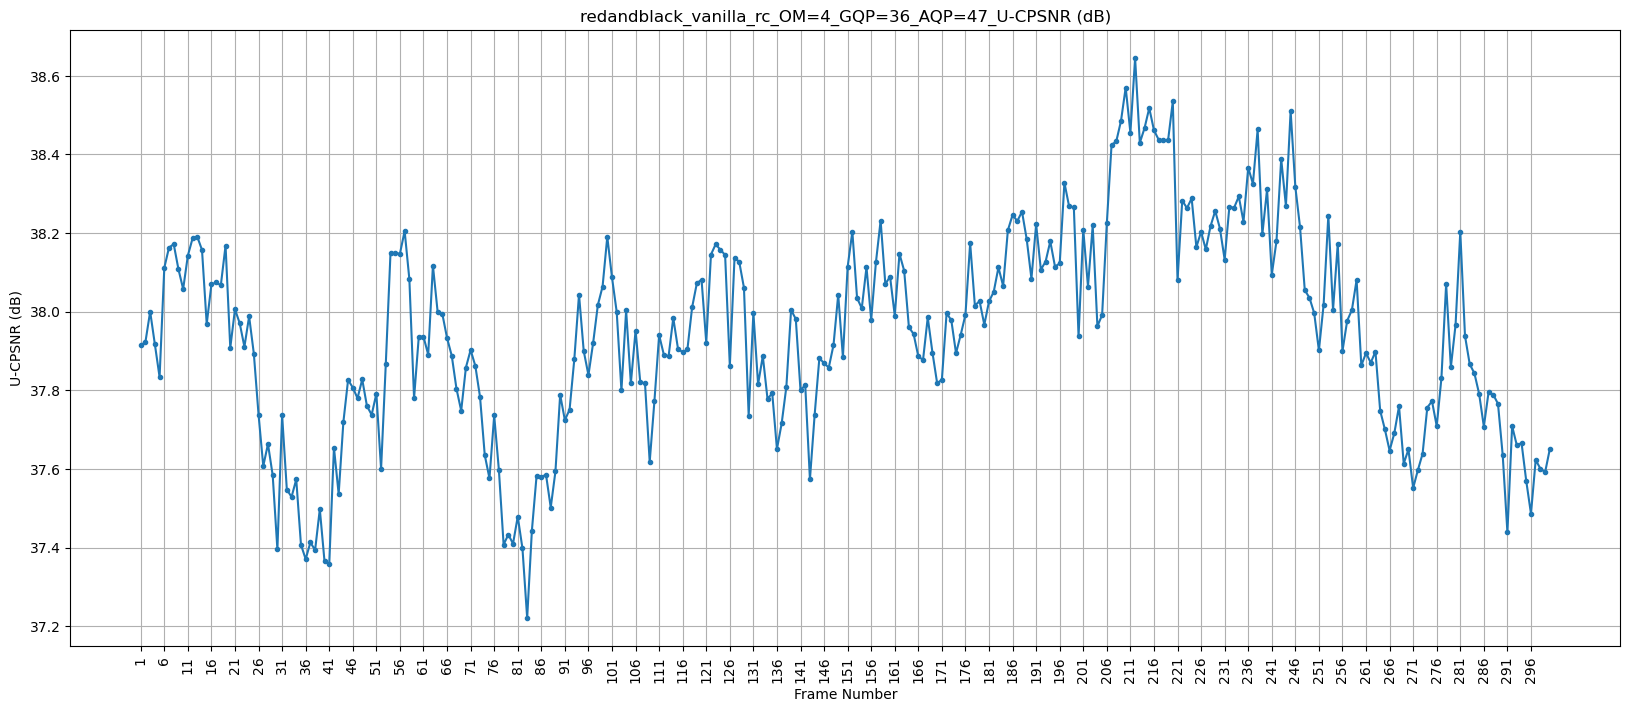 redandblack_vanilla_rc_OM=4_GQP=36_AQP=47_U-CPSNR (dB)
U-CPSNR (dB)
38.6
38.4
38.2
38.0
37.8
37.6
37.4
37.2
1 6 11 16 21 26 31 36 41 46 51 56 61 66 71 76 81 86 91 96 101 106 111 116 121 126 131 136 141 146 151 156 161 166 171 176 181 186 191 196 201 206 211 216 221 226 231 236 241 246 251 256 261 266 271 276 281 286 291 296
Frame Number